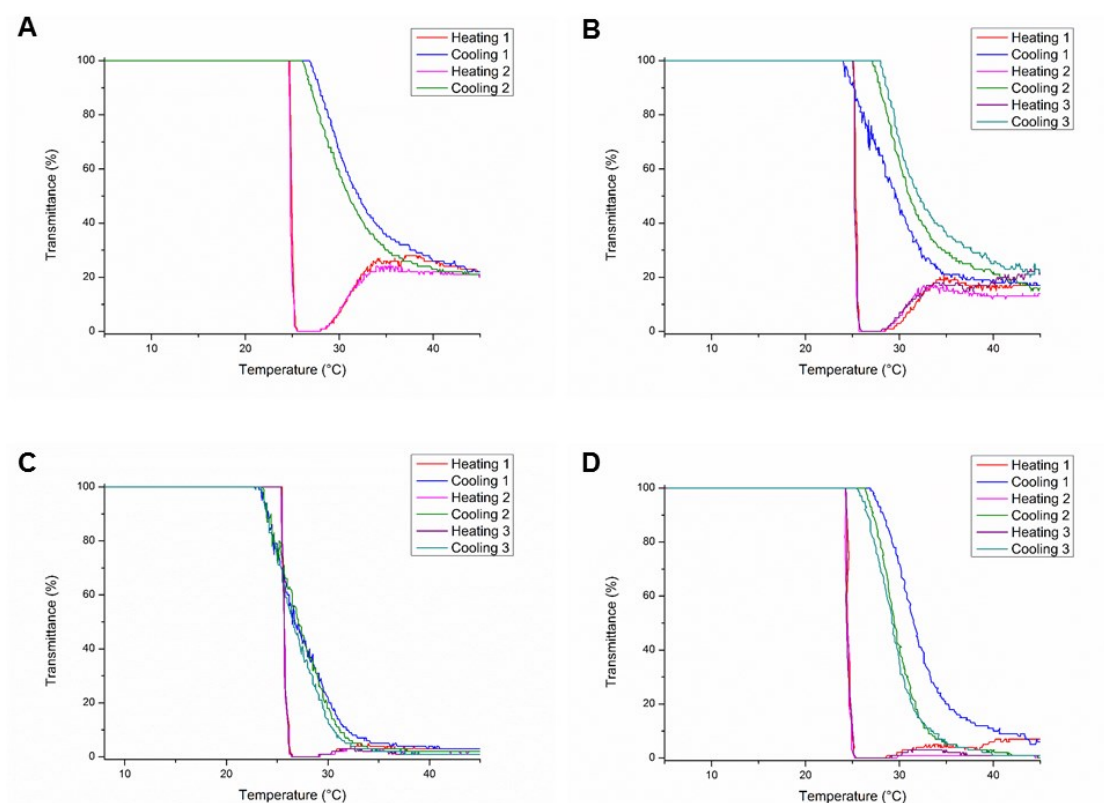 A
Heating 1
Cooling 1
Heating 2
Cooling 2
100
80
60
40
20
0
Transmittance (%)
10
20
30
40
Temperature (°C)
B
Heating 1
Cooling 1
Heating 2
Cooling 2
Heating 3
Cooling 3
100
80
60
40
20
0
Transmittance (%)
10
20
30
40
Temperature (°C)
C
Heating 1
Cooling 1
Heating 2
Cooling 2
Heating 3
Cooling 3
100
80
60
40
20
0
Transmittance (%)
10
20
30
40
Temperature (°C)
D
Heating 1
Cooling 1
Heating 2
Cooling 2
Heating 3
Cooling 3
100
80
60
40
20
0
Transmittance (%)
10
20
30
40
Temperature (°C)